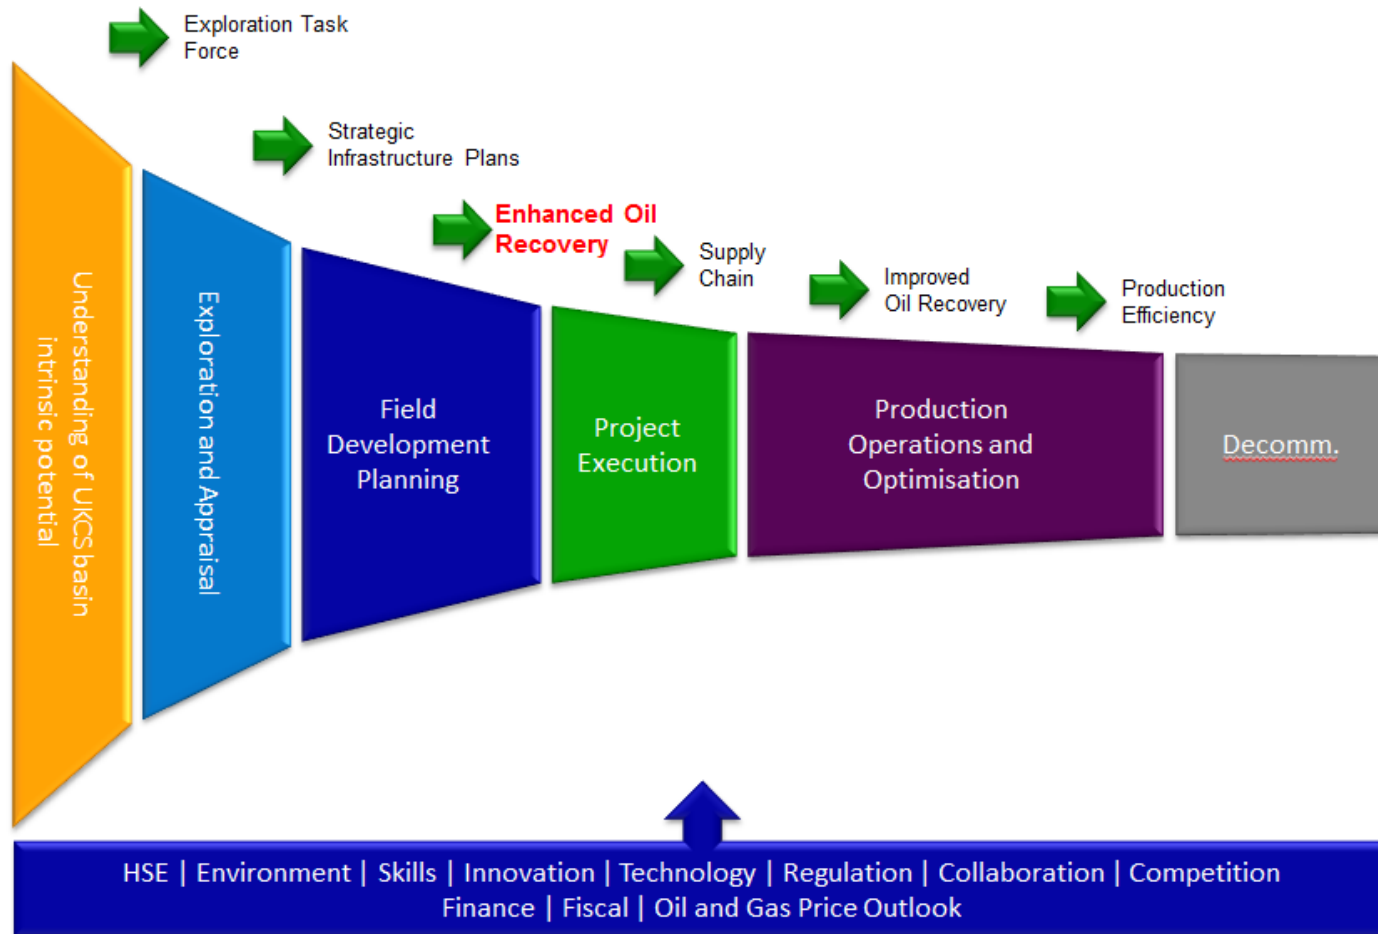 Exploration Task
Force
Strategic
Infrastructure Plans
Enhanced Oil
Recovery
Supply
Chain
Improved
Oil Recovery
Production
Efficiency
Understanding of UKCS basin
intrinsic potential
Exploration and Appraisal
Field
Development
Planning
Project
Execution
Production
Operations and
Optimisation
Decomm.
HSE | Environment | Skills | Innovation | Technology | Regulation | Collaboration | Competition
Finance | Fiscal | Oil and Gas Price Outlook